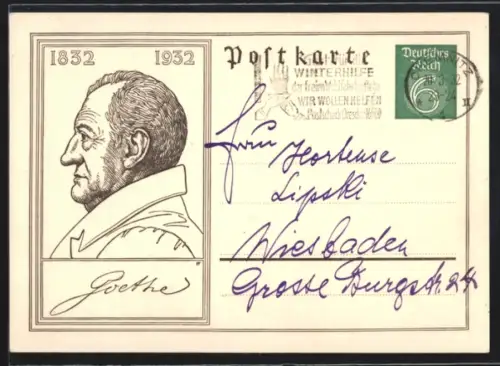 1832 1932
Postkarte
Deutsches
Reich
6
WINTERHILFE
WIR WOLLEN HELFEN
Frau Hortense
Lipski
Wiesbaden
Grosse Burgstr. 24
Goethe